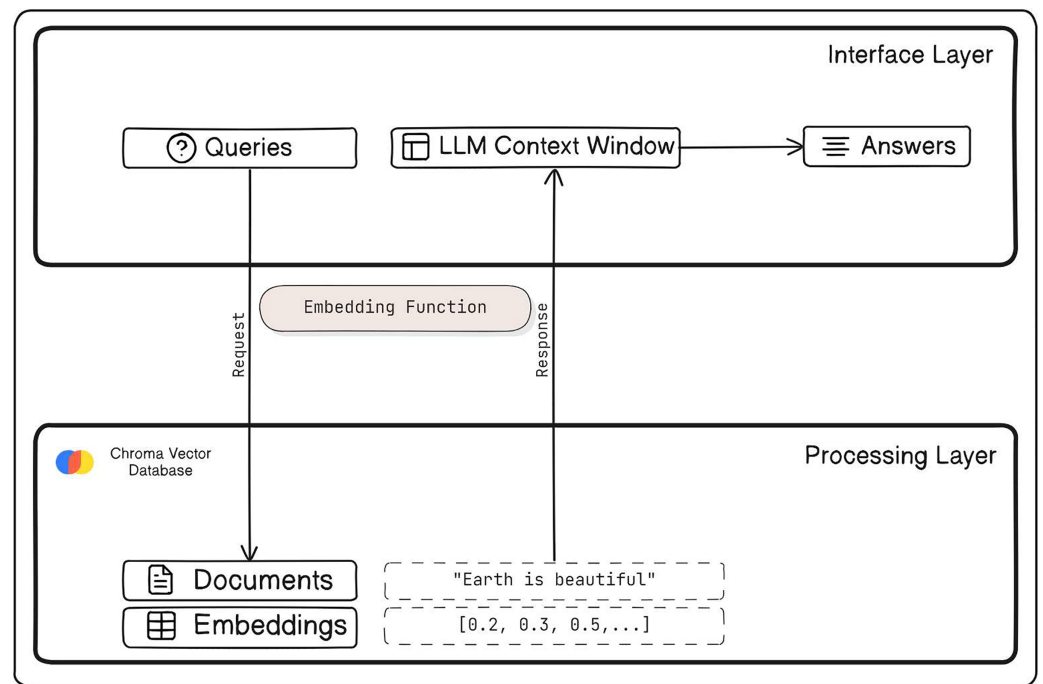 Interface Layer
Queries
LLM Context Window
Answers
Embedding Function
Request
Response
Chroma Vector
Database
Processing Layer
Documents
"Earth is beautiful"
Embeddings
[0.2, 0.3, 0.5,...]